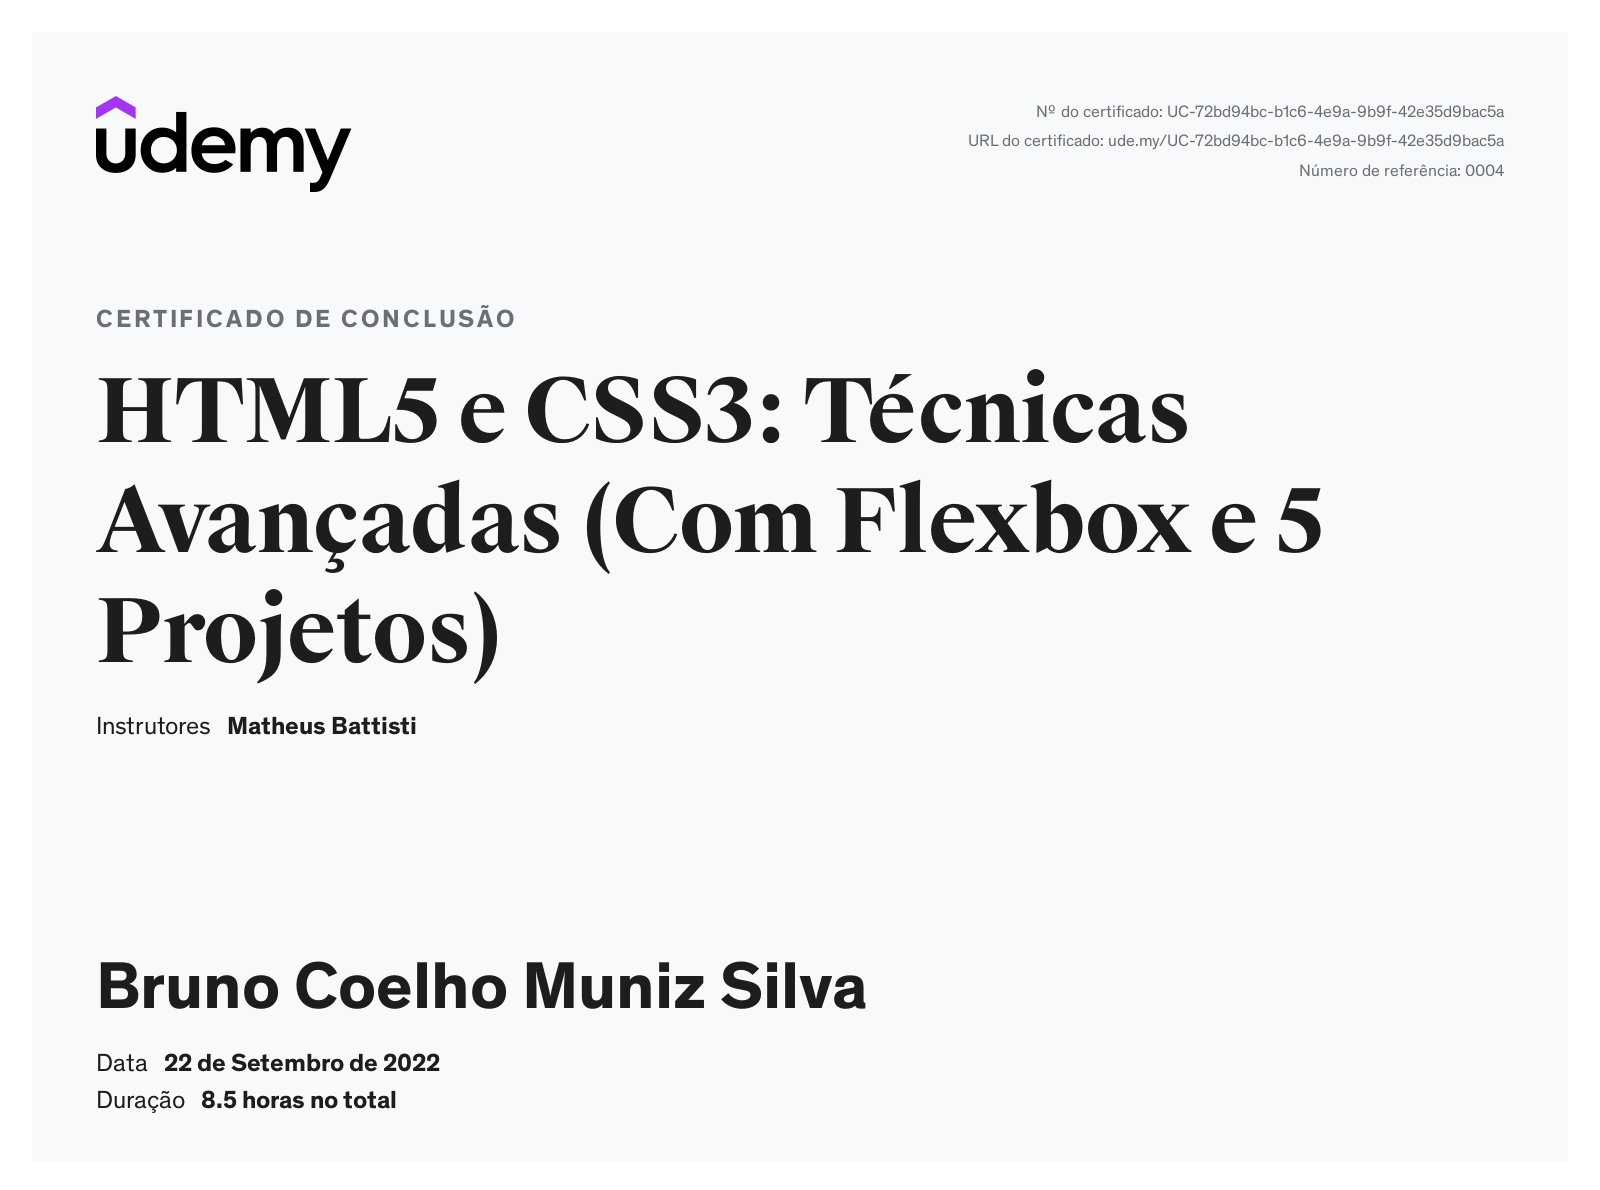 udemy
Nº do certificado: UC-72bd94bc-b1c6-4e9a-9b9f-42e35d9bac5a
URL do certificado: ude.my/UC-72bd94bc-b1c6-4e9a-9b9f-42e35d9bac5a
Número de referência: 0004
CERTIFICADO DE CONCLUSÃO
HTML5 e CSS3: Técnicas
Avançadas (Com Flexbox e 5
Projetos)
Instrutores Matheus Battisti
Bruno Coelho Muniz Silva
Data 22 de Setembro de 2022
Duração 8.5 horas no total